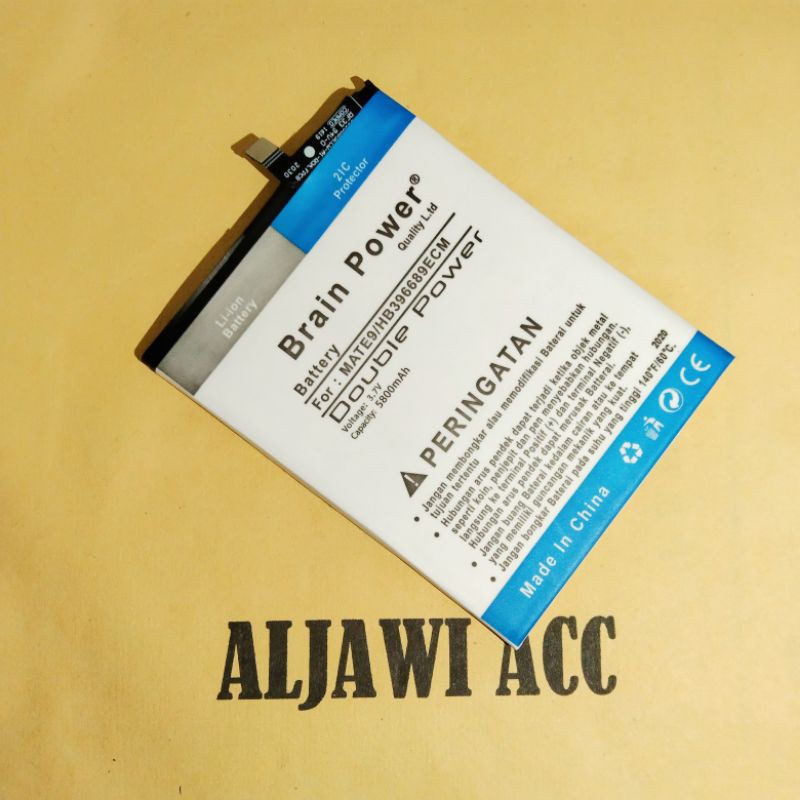 2IC
Protector
Li-ion
Battery
Brain Power®
Quality L.td
Battery
For : MATE9/HB396689ECM
Double Power
Voltage: 3.7V
Capacity: 5800mAh
PERINGATAN
• Jangan membongkar atau memodifikasi Baterai untuk
tujuan tertentu
• Hubungan arus pendek dapat terjadi ketika objek metal
seperti koin, penjepit dan pen menyebabkan hubungan,
langsung ke terminal Positif (+) dan terminal Negatif (-),
Hubungan arus pendek dapat merusak Batterai.
• Jangan buang Baterai kedalam cairan atau ke tempat
yang memiliki guncangan mekanik yang kuat.
• Jangan bongkar Baterai pada suhu yang tinggi 140°F/60°C.
2020
Made In China
CE
ALJAWI ACC